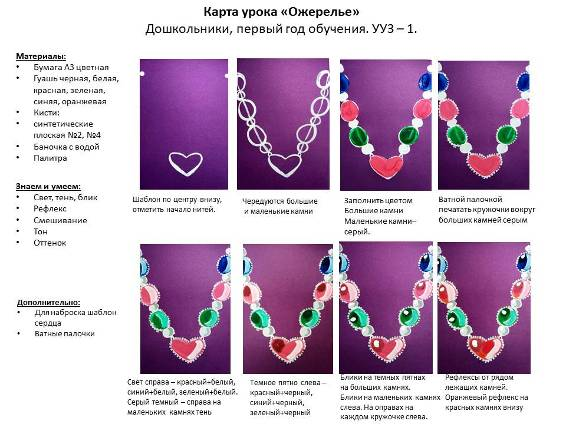 Карта урока «Ожерелье»
Дошкольники, первый год обучения. УУЗ – 1.
Материалы:
• Бумага А3 цветная
• Гуашь черная, белая,
красная, зеленая,
синяя, оранжевая
• Кисти:
• синтетические
плоская №2, №4
• Баночка с водой
• Палитра
Знаем и умеем:
• Свет, тень, блик
• Рефлекс
• Смешивание
• Тон
• Оттенок
Дополнительно:
• Для наброска шаблон
сердца
• Ватные палочки
Шаблон по центру внизу,
отметить начало нитей.
Чередуются большие
и маленькие камни
Заполнить цветом
Большие камни
Маленькие камни–
серый.
Ватной палочкой
печатать кружочки вокруг
больших камней серым
Свет справа – красный+белый,
синий+белый, зеленый+белый.
Серый темный – справа на
маленьких камнях тень
Темное пятно слева –
красный+черный,
синий+черный,
зеленый+черный
Блики на темных пятнах
на больших камнях.
Блики на маленьких камнях
слева. На оправах на
каждом кружочке слева.
Рефлексы от рядом
лежащих камней.
Оранжевый рефлекс на
красных камнях внизу